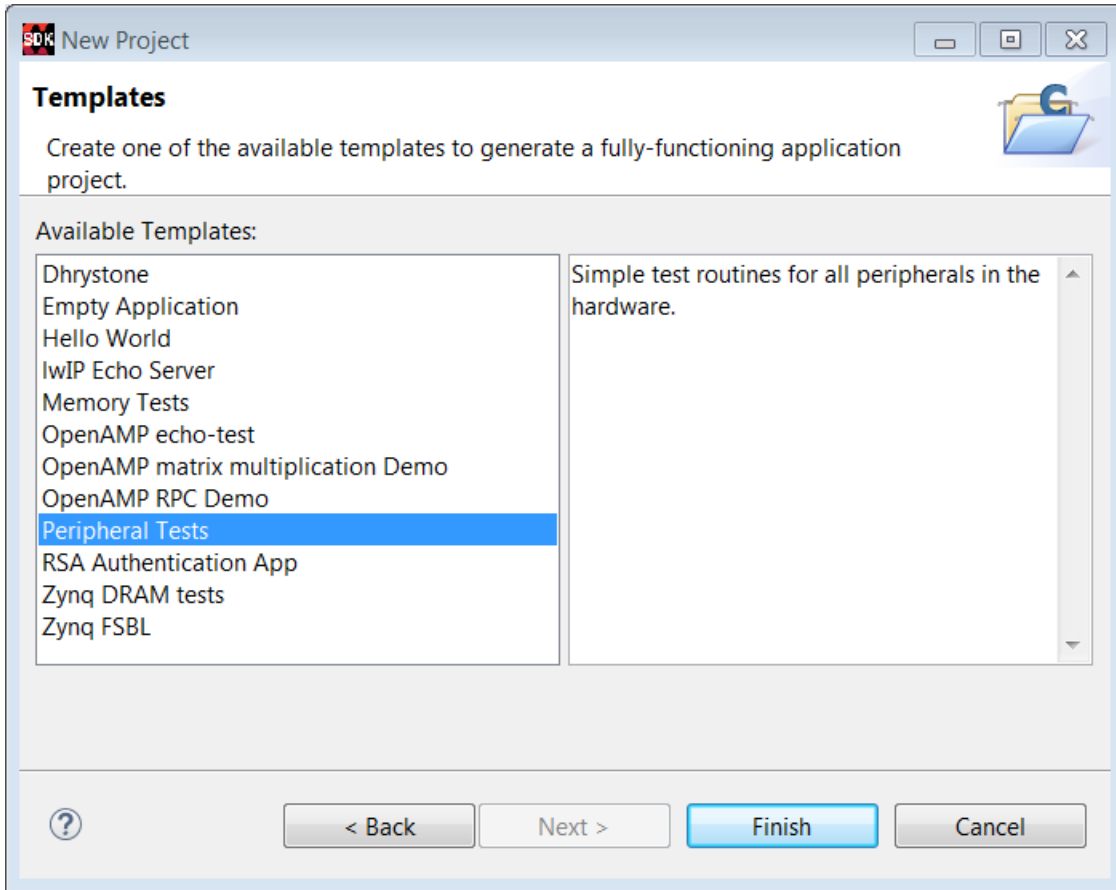 SDK New Project
Templates
Create one of the available templates to generate a fully-functioning application
project.
C
Available Templates:
Dhrystone
Empty Application
Hello World
lwIP Echo Server
Memory Tests
OpenAMP echo-test
OpenAMP matrix multiplication Demo
OpenAMP RPC Demo
Peripheral Tests
RSA Authentication App
Zynq DRAM tests
Zynq FSBL
Simple test routines for all peripherals in the
hardware.
? < Back Next > Finish Cancel